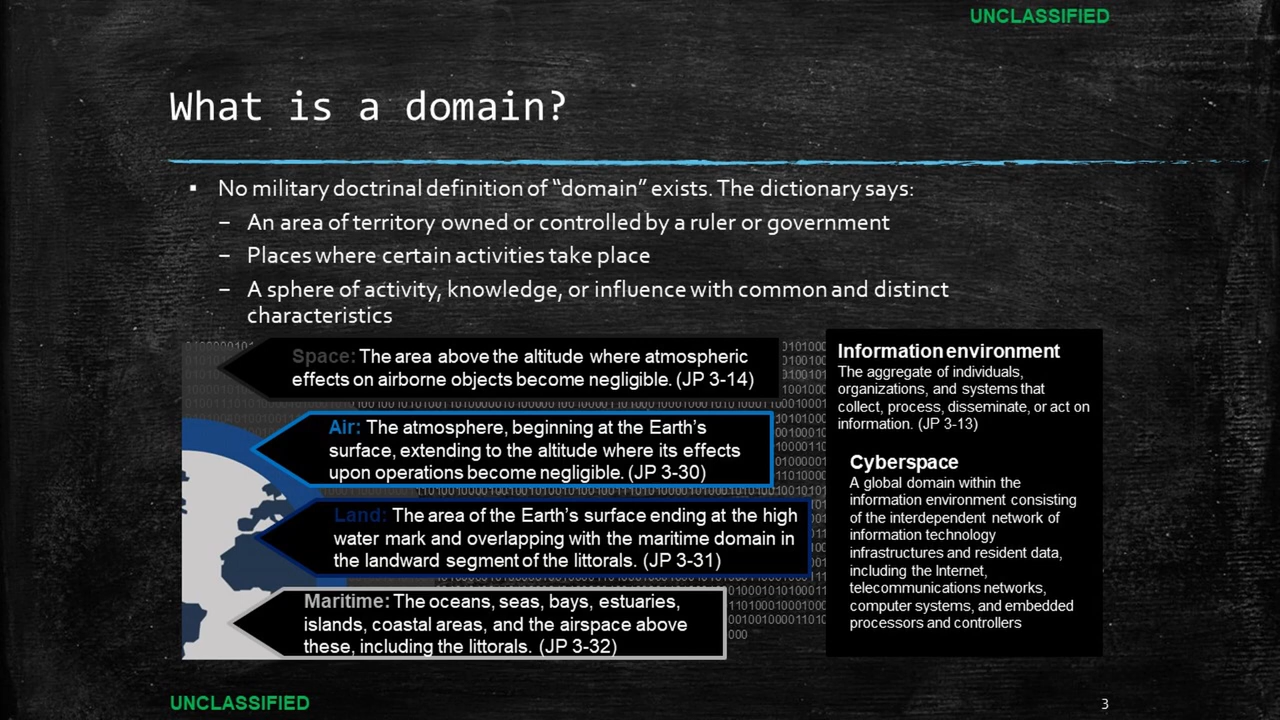 UNCLASSIFIED
What is a domain?
▪ No military doctrinal definition of “domain” exists. The dictionary says:
– An area of territory owned or controlled by a ruler or government
– Places where certain activities take place
– A sphere of activity, knowledge, or influence with common and distinct
characteristics
Space: The area above the altitude where atmospheric
effects on airborne objects become negligible. (JP 3-14)
Air: The atmosphere, beginning at the Earth’s
surface, extending to the altitude where its effects
upon operations become negligible. (JP 3-30)
Land: The area of the Earth’s surface ending at the high
water mark and overlapping with the maritime domain in
the landward segment of the littorals. (JP 3-31)
Maritime: The oceans, seas, bays, estuaries,
islands, coastal areas, and the airspace above
these, including the littorals. (JP 3-32)
Information environment
The aggregate of individuals,
organizations, and systems that
collect, process, disseminate, or act on
information. (JP 3-13)
Cyberspace
A global domain within the
information environment consisting
of the interdependent network of
information technology
infrastructures and resident data,
including the Internet,
telecommunications networks,
computer systems, and embedded
processors and controllers
UNCLASSIFIED
3